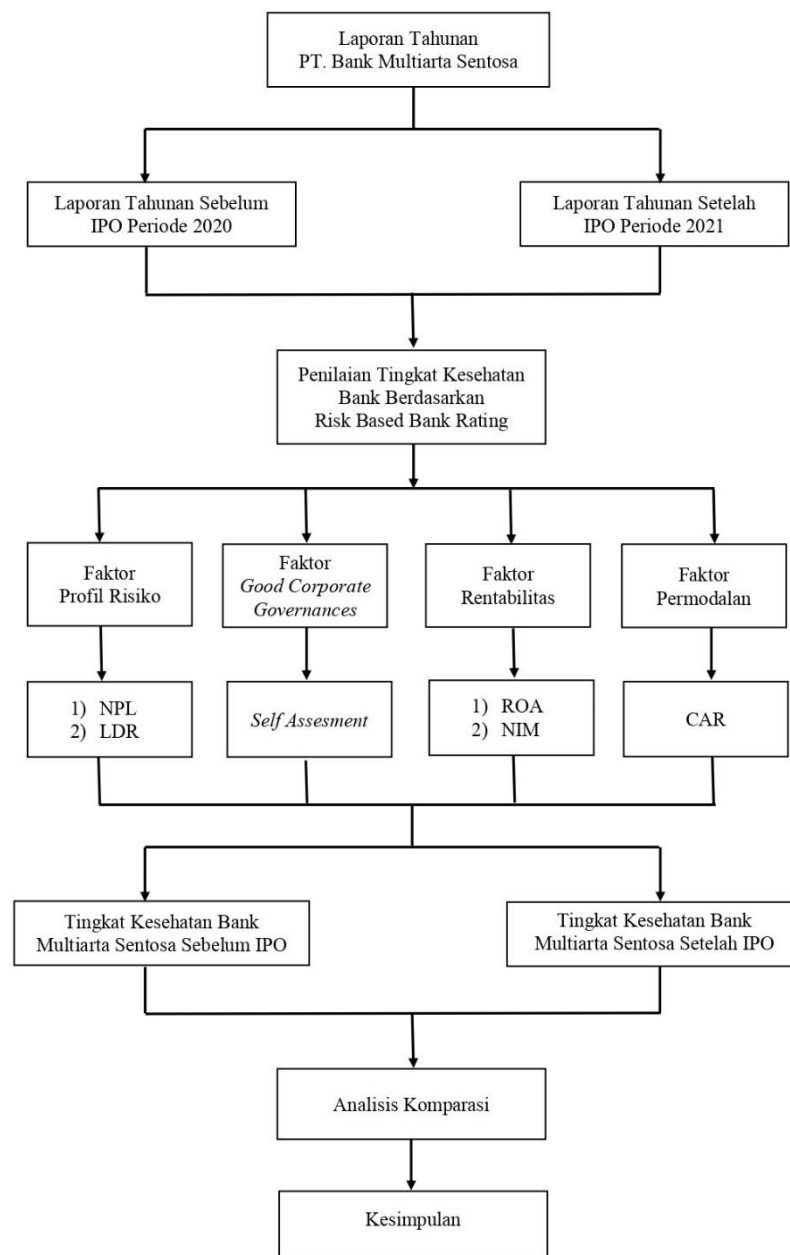 Laporan Tahunan
PT. Bank Multiarta Sentosa
Laporan Tahunan Sebelum
IPO Periode 2020
Laporan Tahunan Setelah
IPO Periode 2021
Penilaian Tingkat Kesehatan
Bank Berdasarkan
Risk Based Bank Rating
Faktor
Profil Risiko
Faktor
Good Corporate
Governances
Faktor
Rentabilitas
Faktor
Permodalan
1) NPL
2) LDR
Self Assesment
1) ROA
2) NIM
CAR
Tingkat Kesehatan Bank
Multiarta Sentosa Sebelum IPO
Tingkat Kesehatan Bank
Multiarta Sentosa Setelah IPO
Analisis Komparasi
Kesimpulan